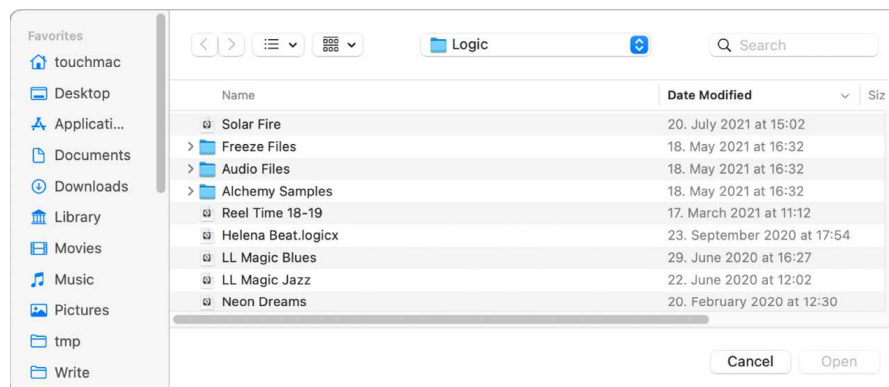 Favorites
touchmac
Desktop
Applicati...
Documents
Downloads
Library
Movies
Music
Pictures
tmp
Write
Logic
Search
Name Date Modified Siz
Solar Fire 20. July 2021 at 15:02
Freeze Files 18. May 2021 at 16:32
Audio Files 18. May 2021 at 16:32
Alchemy Samples 18. May 2021 at 16:32
Reel Time 18-19 17. March 2021 at 11:12
Helena Beat.logicx 23. September 2020 at 17:54
LL Magic Blues 29. June 2020 at 16:27
LL Magic Jazz 22. June 2020 at 12:02
Neon Dreams 20. February 2020 at 12:30
Cancel Open